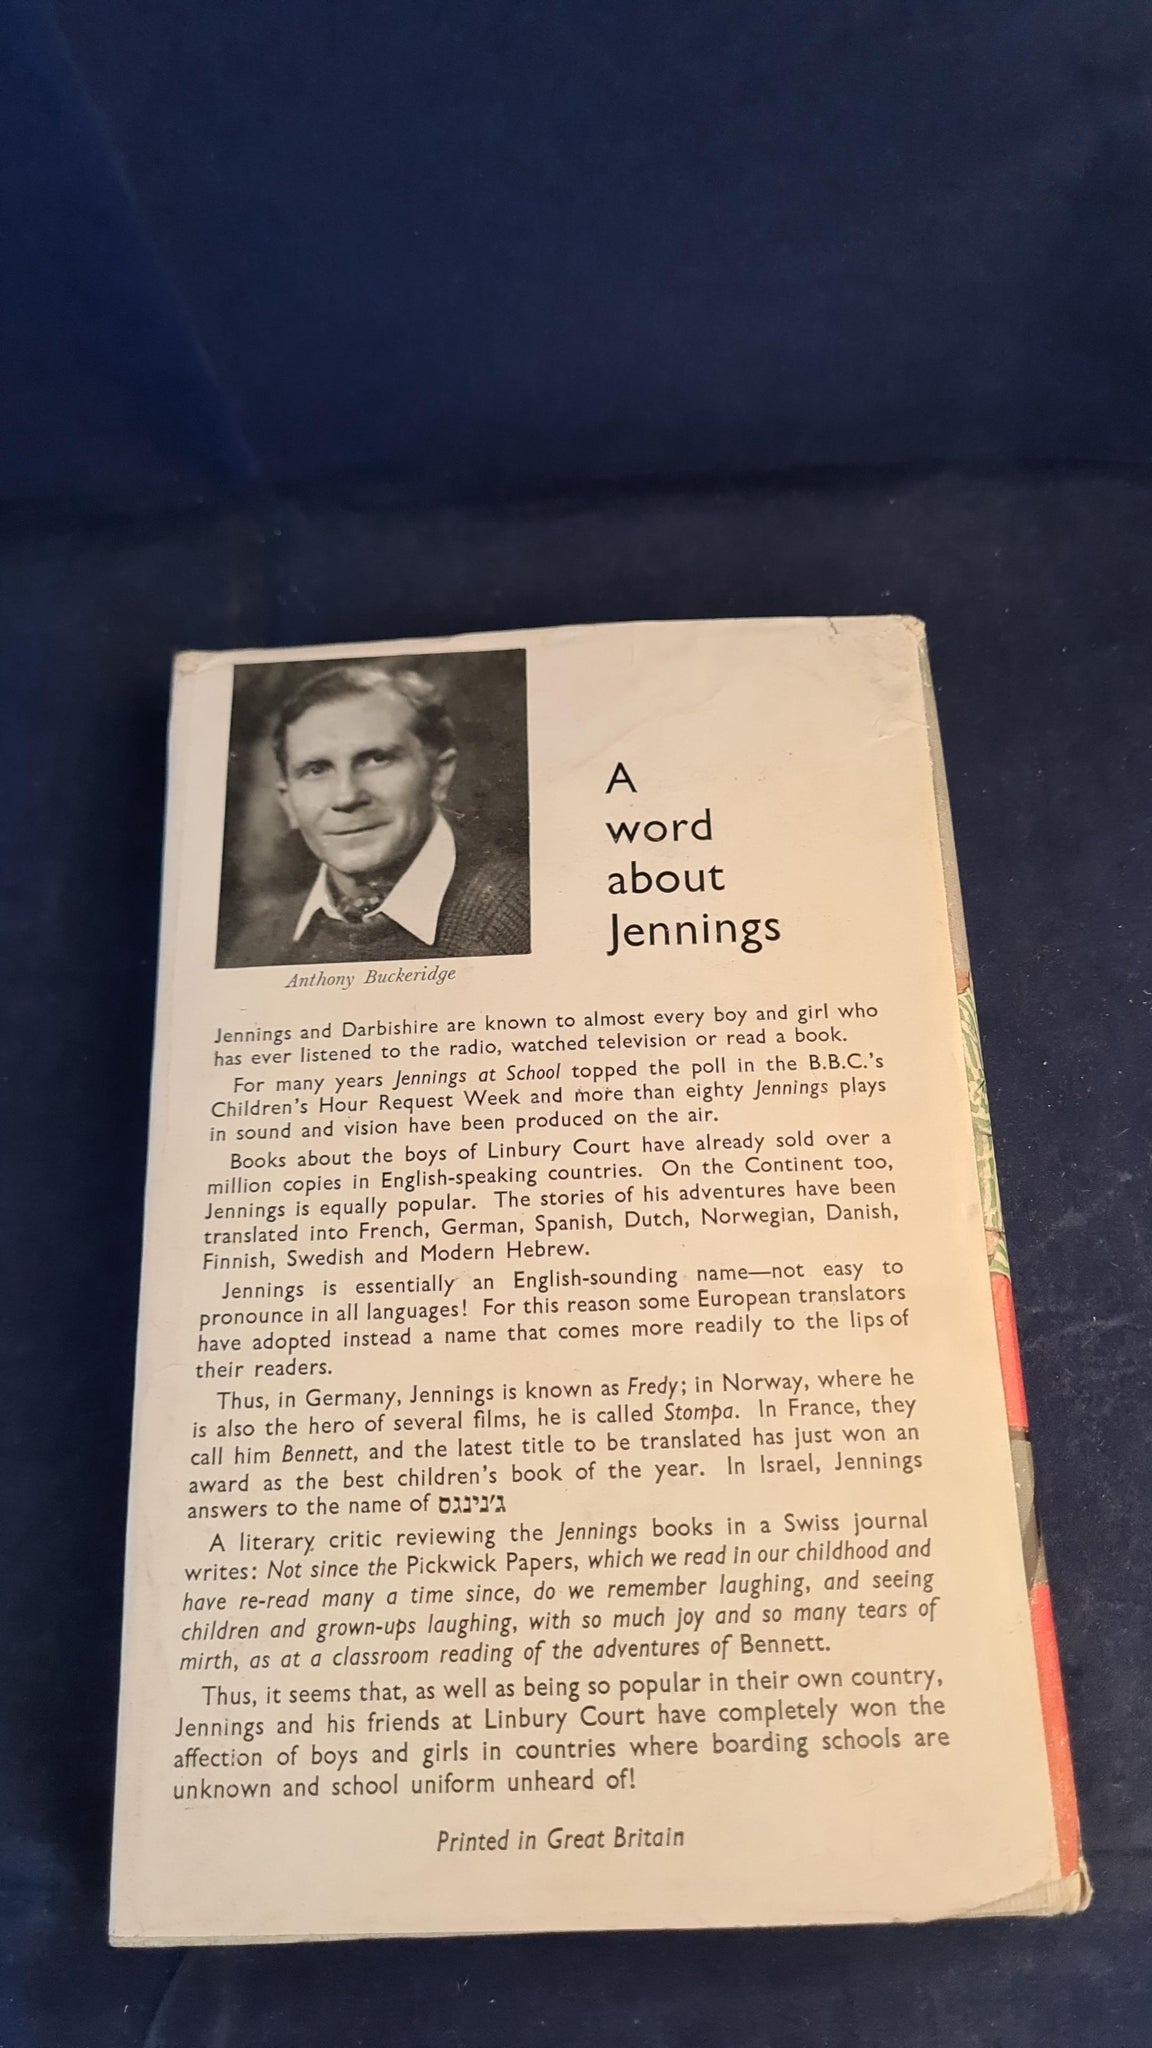 A
word
about
Jennings
Anthony Buckeridge
Jennings and Darbishire are known to almost every boy and girl who
has ever listened to the radio, watched television or read a book.
For many years Jennings at School topped the poll in the B.B.C.'s
Children's Hour Request Week and more than eighty Jennings plays
in sound and vision have been produced on the air.
Books about the boys of Linbury Court have already sold over a
million copies in English-speaking countries. On the Continent too,
Jennings is equally popular. The stories of his adventures have been
translated into French, German, Spanish, Dutch, Norwegian, Danish,
Finnish, Swedish and Modern Hebrew.
Jennings is essentially an English-sounding name—not easy to
pronounce in all languages! For this reason some European translators
have adopted instead a name that comes more readily to the lips of
their readers.
Thus, in Germany, Jennings is known as Fredy; in Norway, where he
is also the hero of several films, he is called Stompa. In France, they
call him Bennett, and the latest title to be translated has just won an
award as the best children's book of the year. In Israel, Jennings
answers to the name of ג'נינגס
A literary critic reviewing the Jennings books in a Swiss journal
writes: Not since the Pickwick Papers, which we read in our childhood and
have re-read many a time since, do we remember laughing, and seeing
children and grown-ups laughing, with so much joy and so many tears of
mirth, as at a classroom reading of the adventures of Bennett.
Thus, it seems that, as well as being so popular in their own country,
Jennings and his friends at Linbury Court have completely won the
affection of boys and girls in countries where boarding schools are
unknown and school uniform unheard of!
Printed in Great Britain